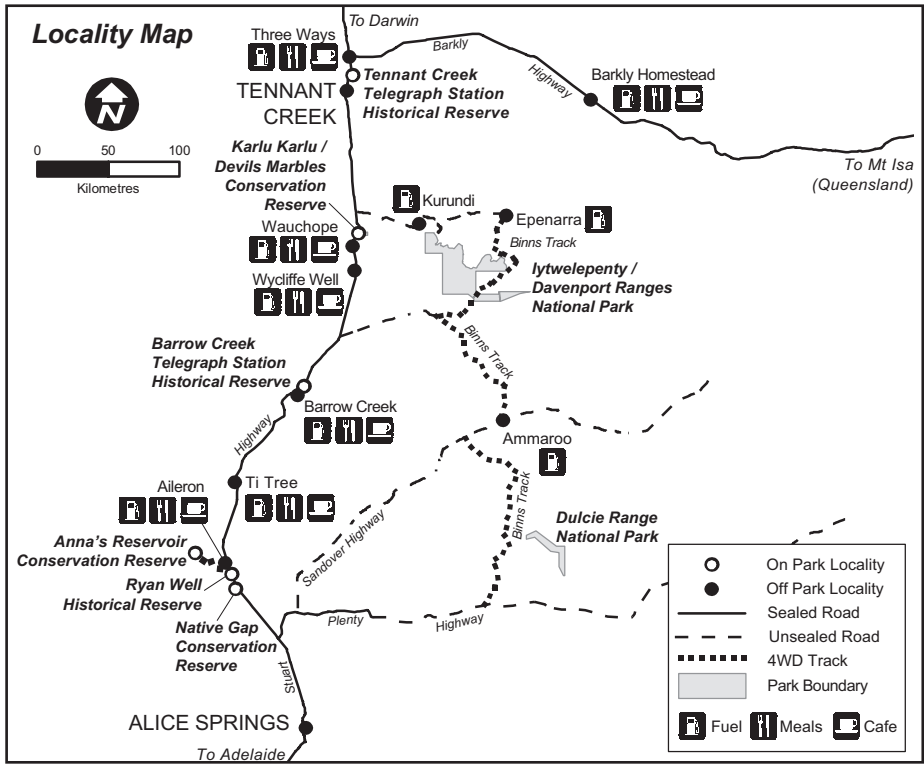 Locality Map
N
0 50 100
Kilometres
To Darwin
Three Ways
Barkly
Highway
Barkly Homestead
To Mt Isa
(Queensland)
Tennant Creek
Telegraph Station
Historical Reserve
TENNANT
CREEK
Karlu Karlu /
Devils Marbles
Conservation
Reserve
Kurundi
Epenarra
Binns Track
Wauchope
Wycliffe Well
Iytwelepenty /
Davenport Ranges
National Park
Binns Track
Barrow Creek
Telegraph Station
Historical Reserve
Barrow Creek
Highway
Ammaroo
Ti Tree
Aileron
Binns Track
Sandover Highway
Dulcie Range
National Park
Anna's Reservoir
Conservation Reserve
Ryan Well
Historical Reserve
Native Gap
Conservation
Reserve
Plenty
Highway
Stuart
ALICE SPRINGS
To Adelaide
On Park Locality
Off Park Locality
Sealed Road
Unsealed Road
4WD Track
Park Boundary
Fuel Meals Cafe